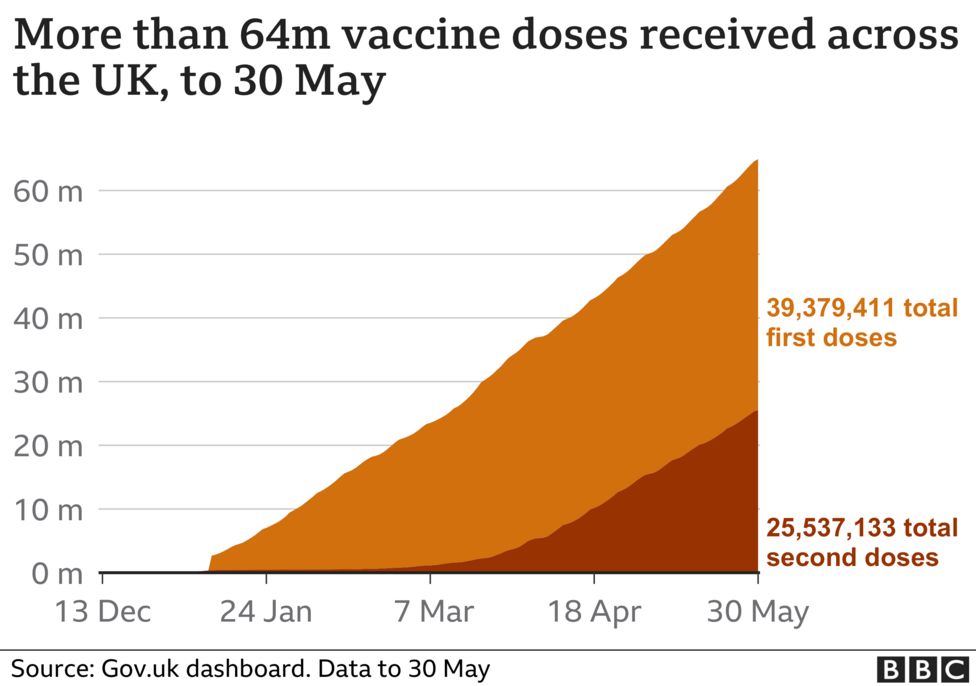 More than 64m vaccine doses received across
the UK, to 30 May
60 m
50 m
40 m
30 m
20 m
10 m
0 m
39,379,411 total
first doses
25,537,133 total
second doses
13 Dec
24 Jan
7 Mar
18 Apr
30 May
Source: Gov.uk dashboard. Data to 30 May
BBC